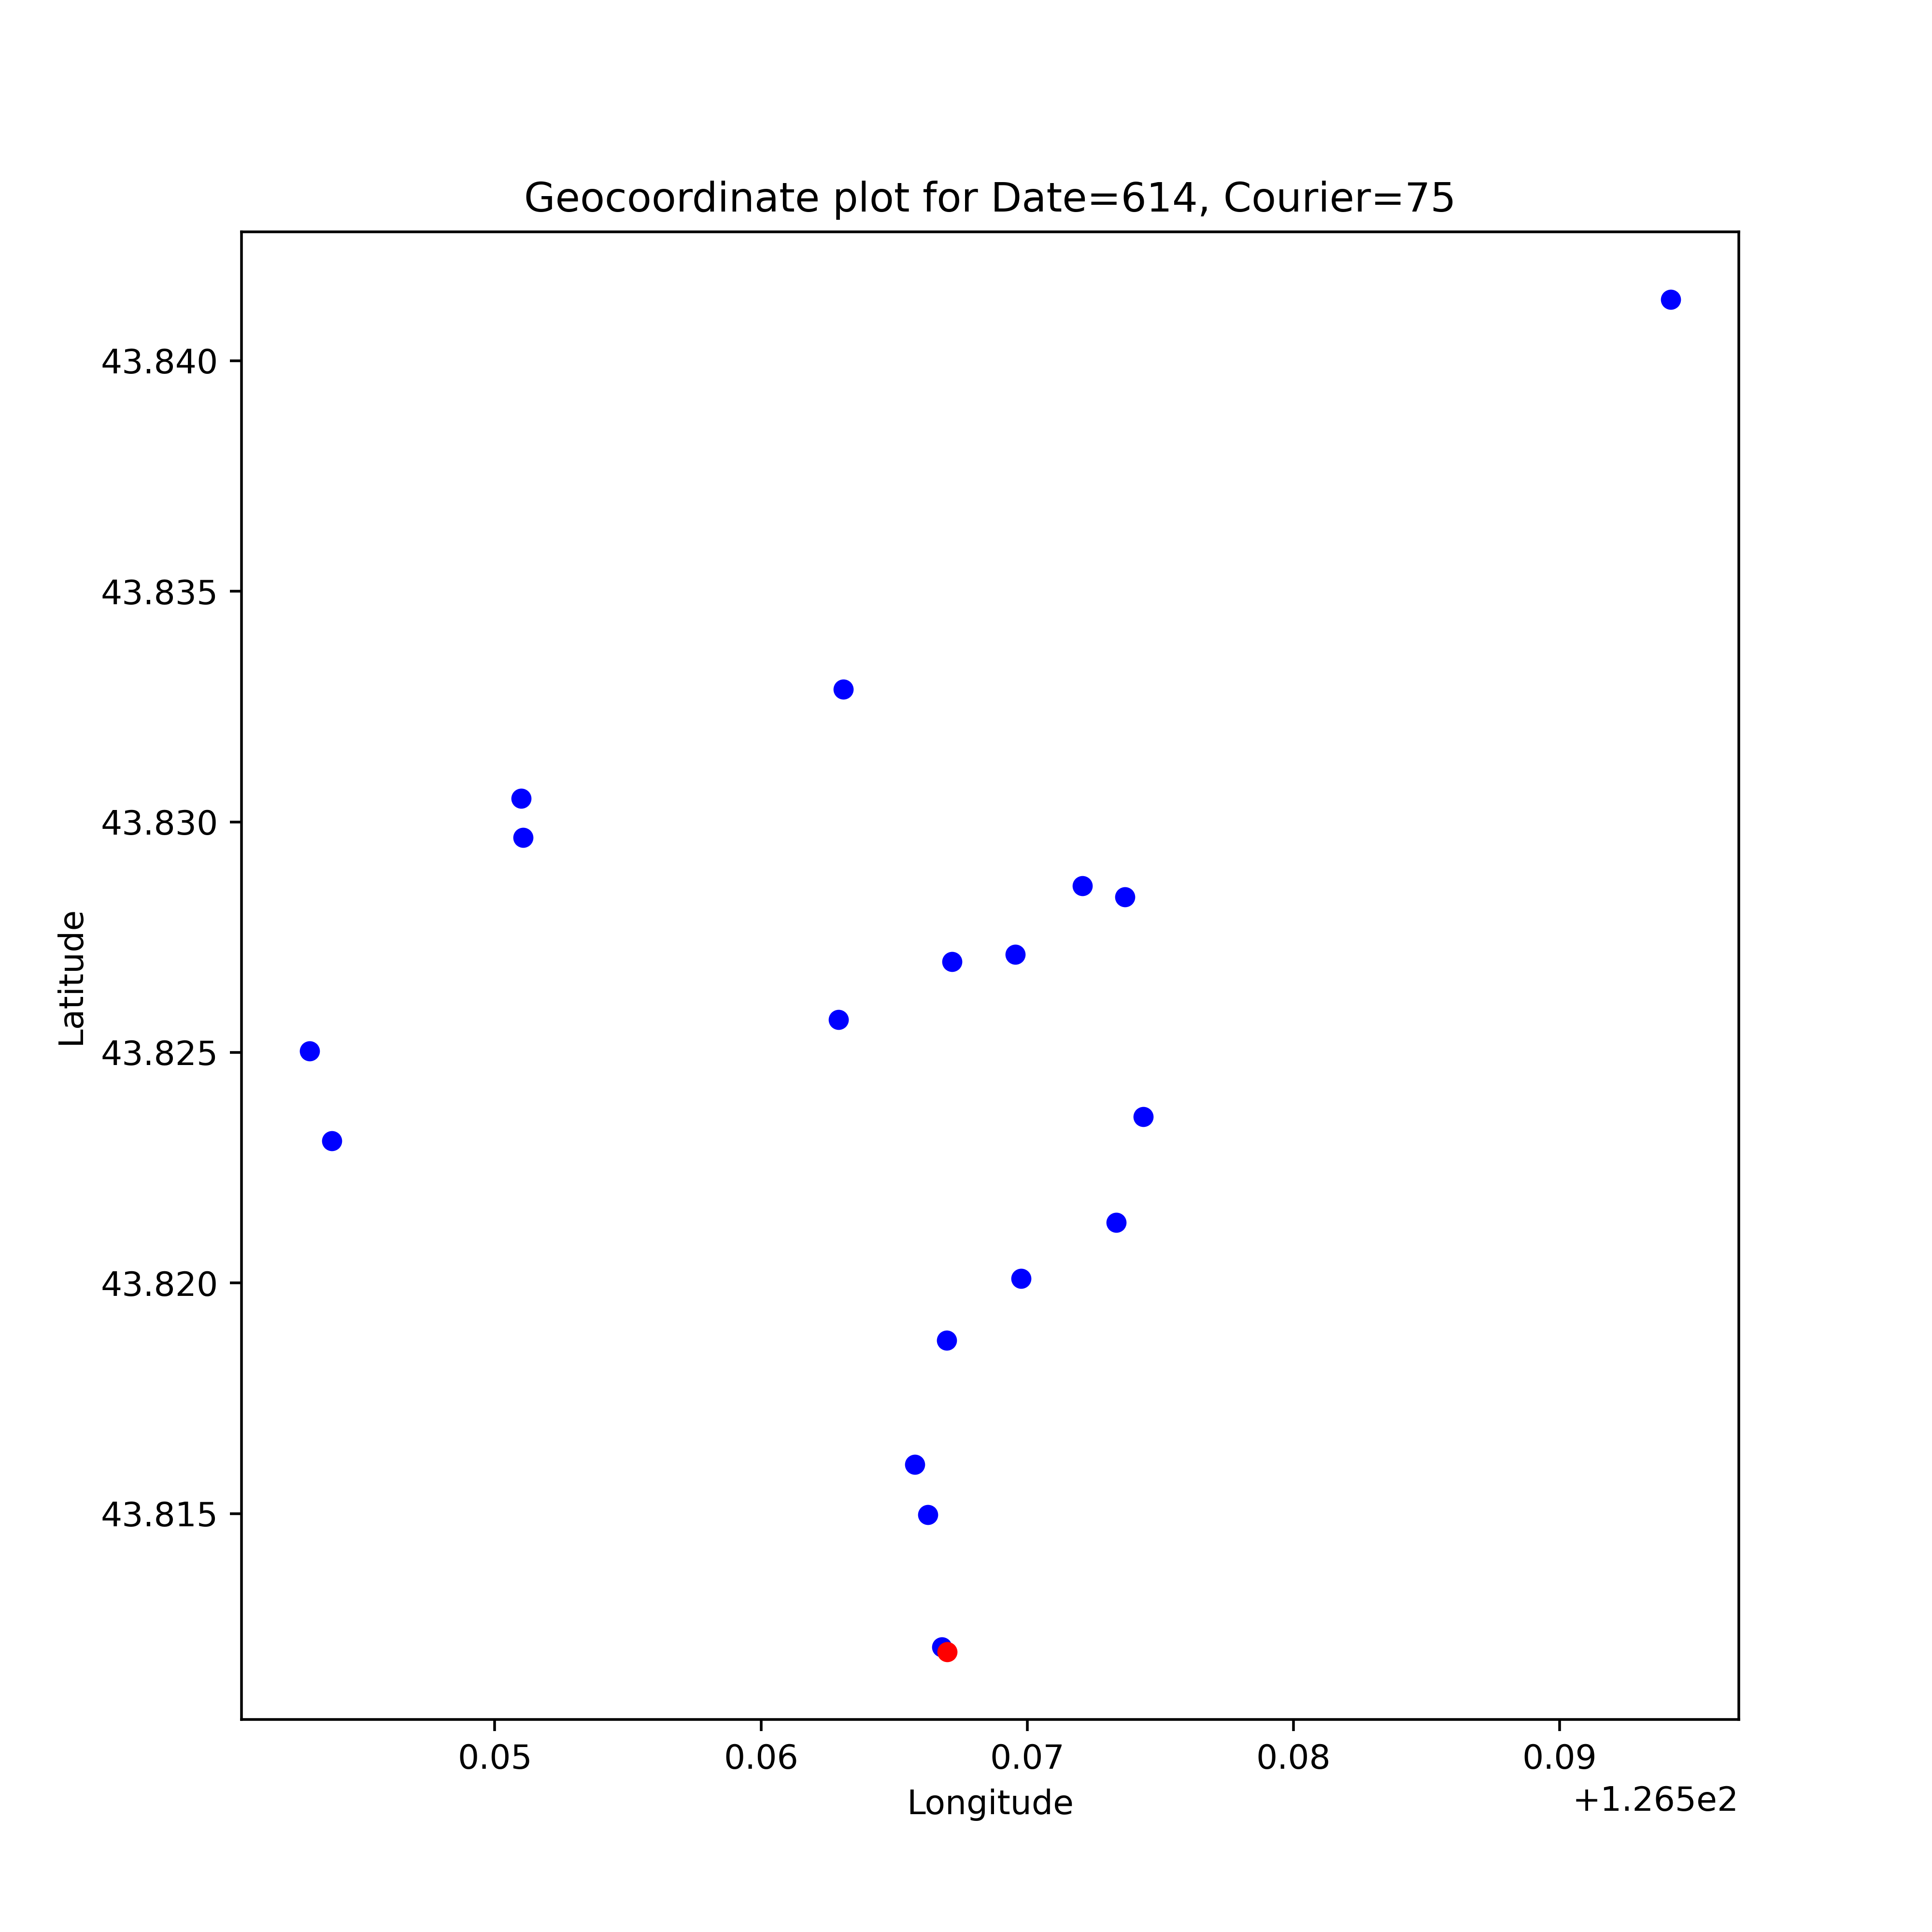 Geocoordinate plot for Date=614, Courier=75
43.840
43.835
43.830
43.825
43.820
43.815
Latitude
0.05 0.06 0.07 0.08 0.09
+1.265e2
Longitude